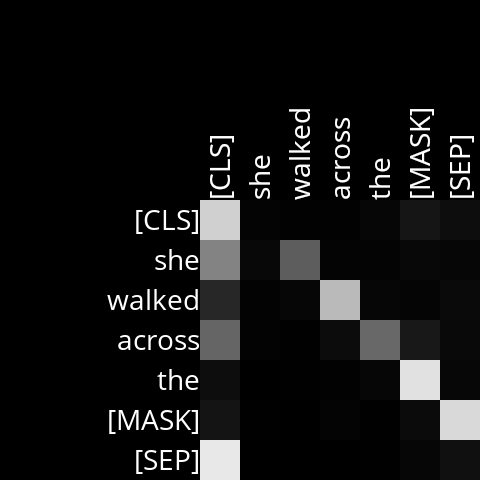 [CLS] she walked across the [MASK] [SEP]
[CLS]
she
walked
across
the
[MASK]
[SEP]